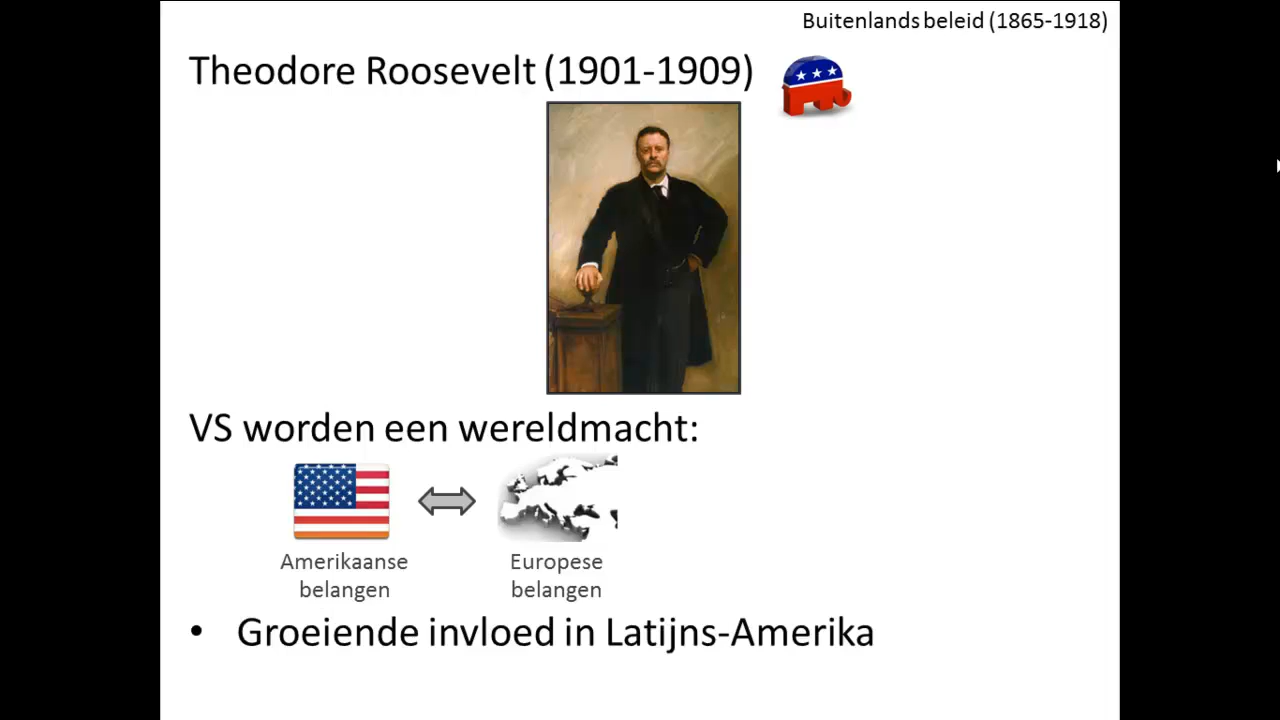 Buitenlands beleid (1865-1918)
Theodore Roosevelt (1901-1909)
VS worden een wereldmacht:
Amerikaanse belangen
Europese belangen
• Groeiende invloed in Latijns-Amerika